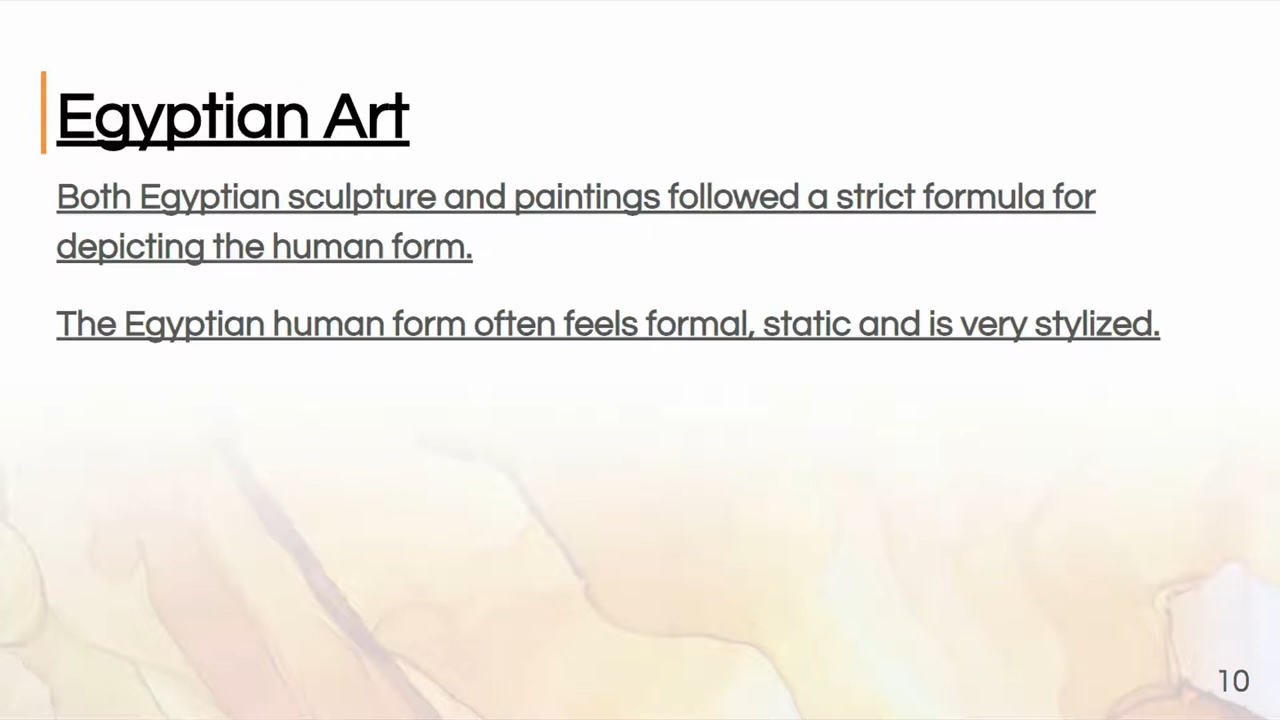 Egyptian Art
Both Egyptian sculpture and paintings followed a strict formula for
depicting the human form.
The Egyptian human form often feels formal, static and is very stylized.
10